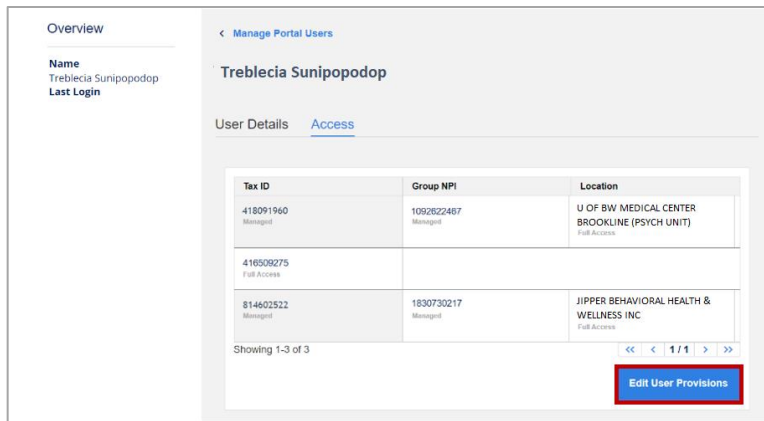 Overview
Name
Treblecia Sunipopodop
Last Login
< Manage Portal Users
Treblecia Sunipopodop
User Details Access
Tax ID Group NPI Location
418091960 1092622467 U OF BW MEDICAL CENTER
Managed Managed BROOKLINE (PSYCH UNIT)
Full Access
416509275
Full Access
814602522 1830730217 JIPPER BEHAVIORAL HEALTH &
Managed Managed WELLNESS INC
Full Access
Showing 1-3 of 3 << < 1 / 1 > >>
Edit User Provisions